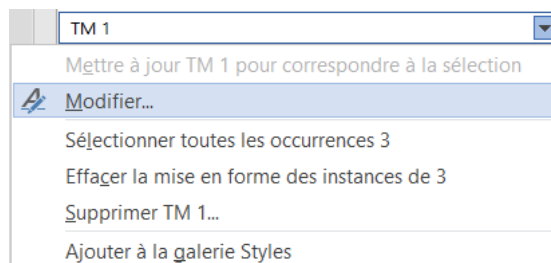 TM 1
Mettre à jour TM 1 pour correspondre à la sélection
Modifier...
Sélectionner toutes les occurrences 3
Effacer la mise en forme des instances de 3
Supprimer TM 1...
Ajouter à la galerie Styles